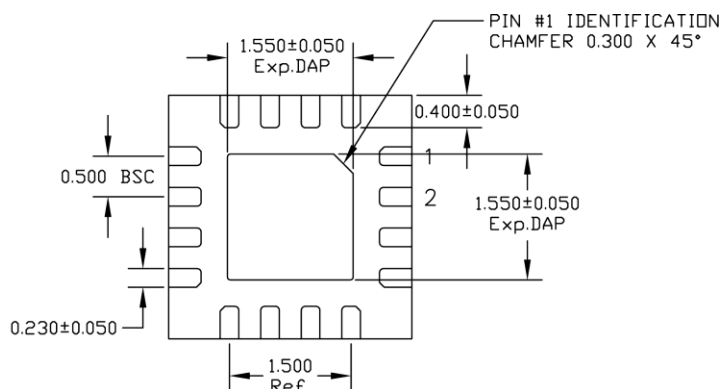 PIN #1 IDENTIFICATION
CHAMFER 0.300 X 45°
1.550±0.050
Exp.DAP
0.400±0.050
1
0.500 BSC
2
1.550±0.050
Exp.DAP
0.230±0.050
1.500
Ref